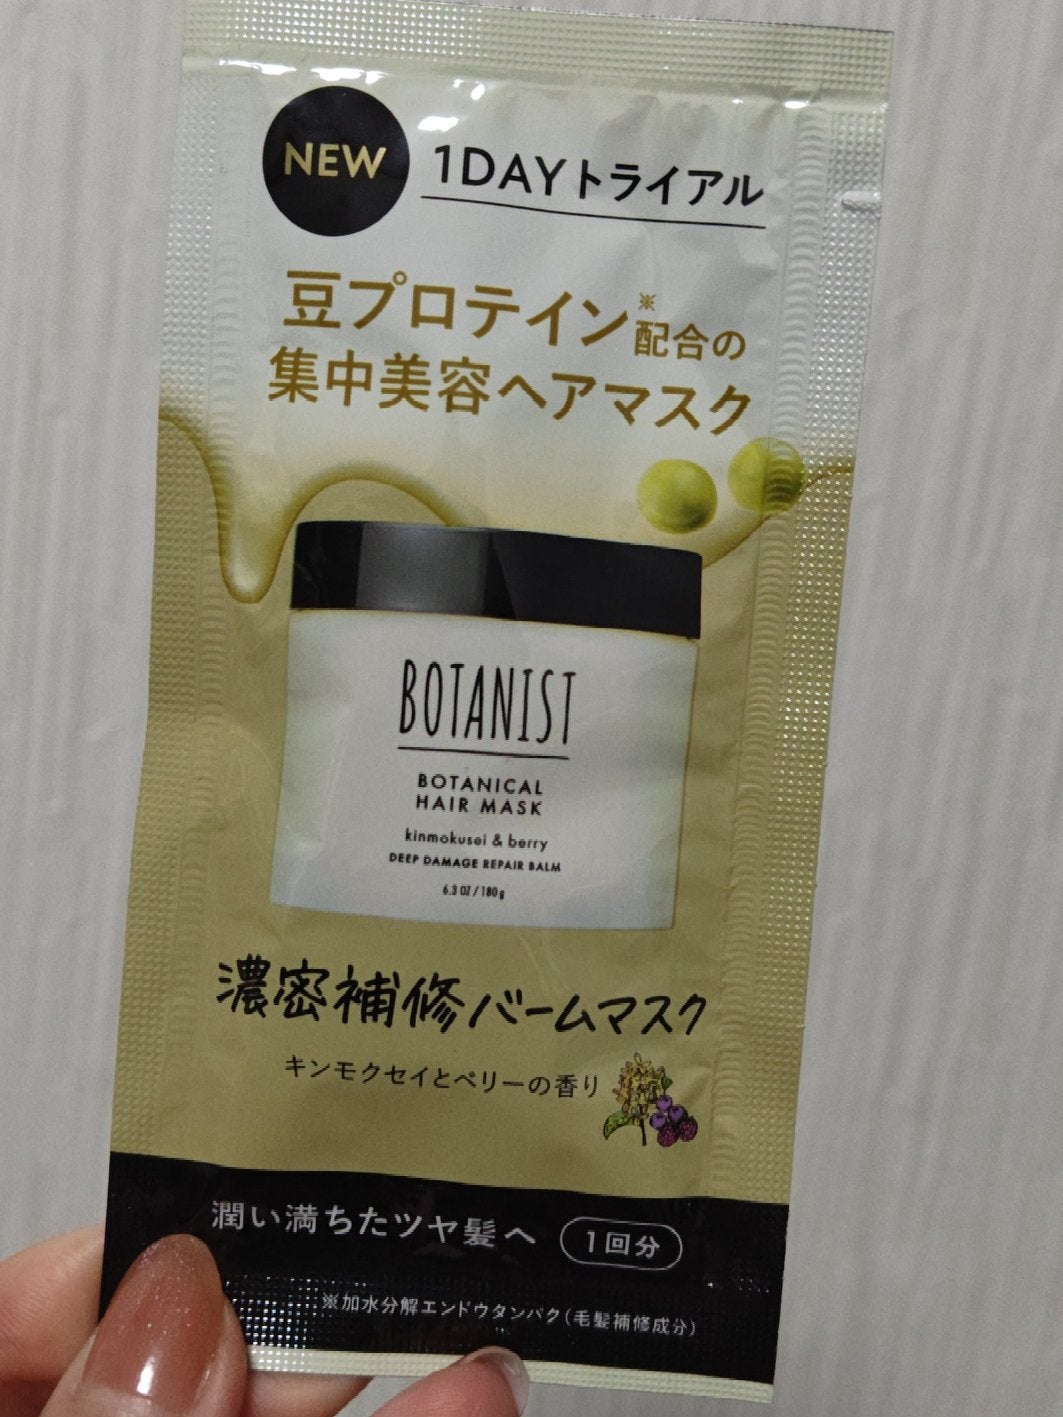 NEW
1DAYトライアル
豆プロテイン※配合の
集中美容ヘアマスク
BOTANIST
BOTANICAL
HAIR MASK
kinmokusei & berry
DEEP DAMAGE REPAIR BALM
6.3 OZ / 180g
濃密補修バームマスク
キンモクセイとベリーの香り
潤い満ちたツヤ髪へ 1回分
※加水分解エンドウタンパク(毛髪補修成分)